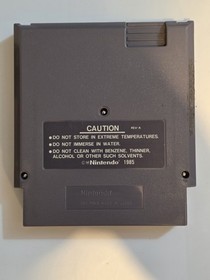 CAUTION REV-A
● DO NOT STORE IN EXTREME TEMPERATURES.
● DO NOT IMMERSE IN WATER.
● DO NOT CLEAN WITH BENZENE, THINNER,
ALCOHOL OR OTHER SUCH SOLVENTS.
Nintendo 1985